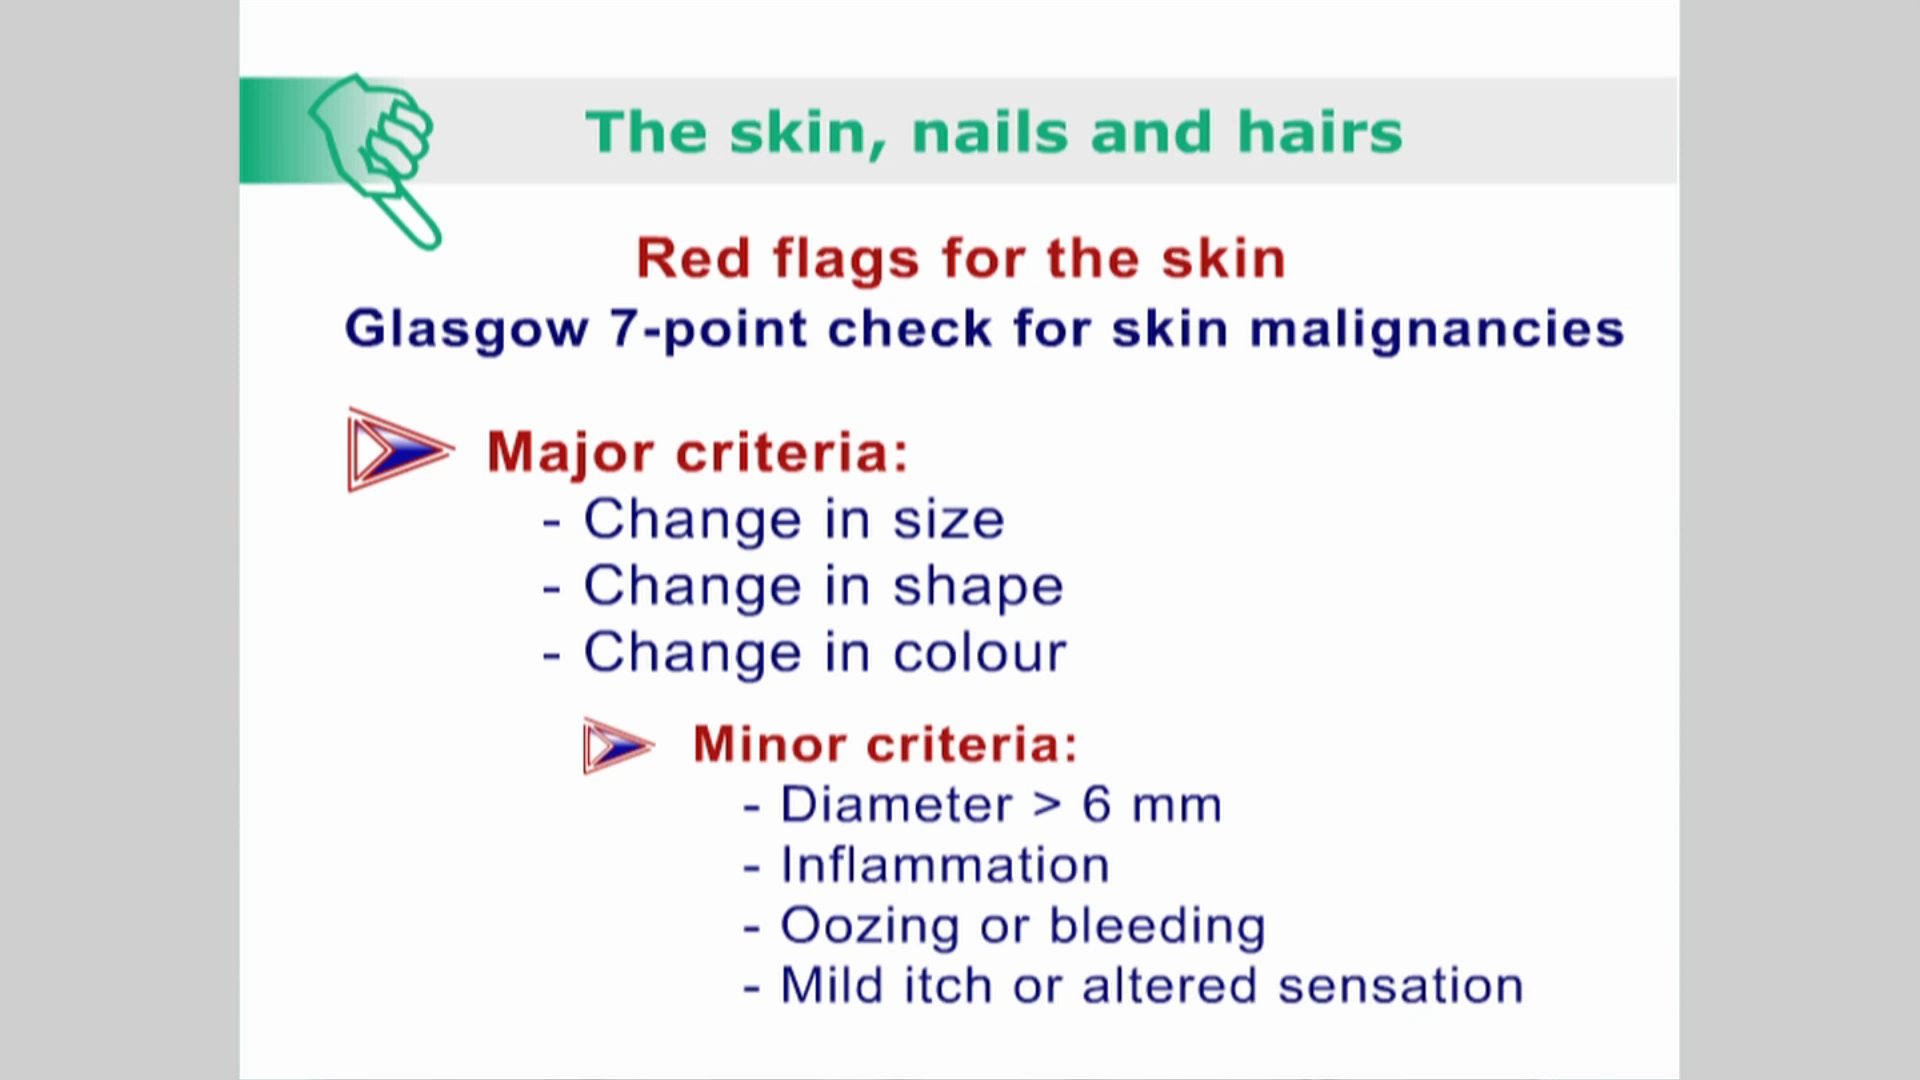 The skin, nails and hairs
Red flags for the skin
Glasgow 7-point check for skin malignancies
Major criteria:
- Change in size
- Change in shape
- Change in colour
Minor criteria:
- Diameter > 6 mm
- Inflammation
- Oozing or bleeding
- Mild itch or altered sensation